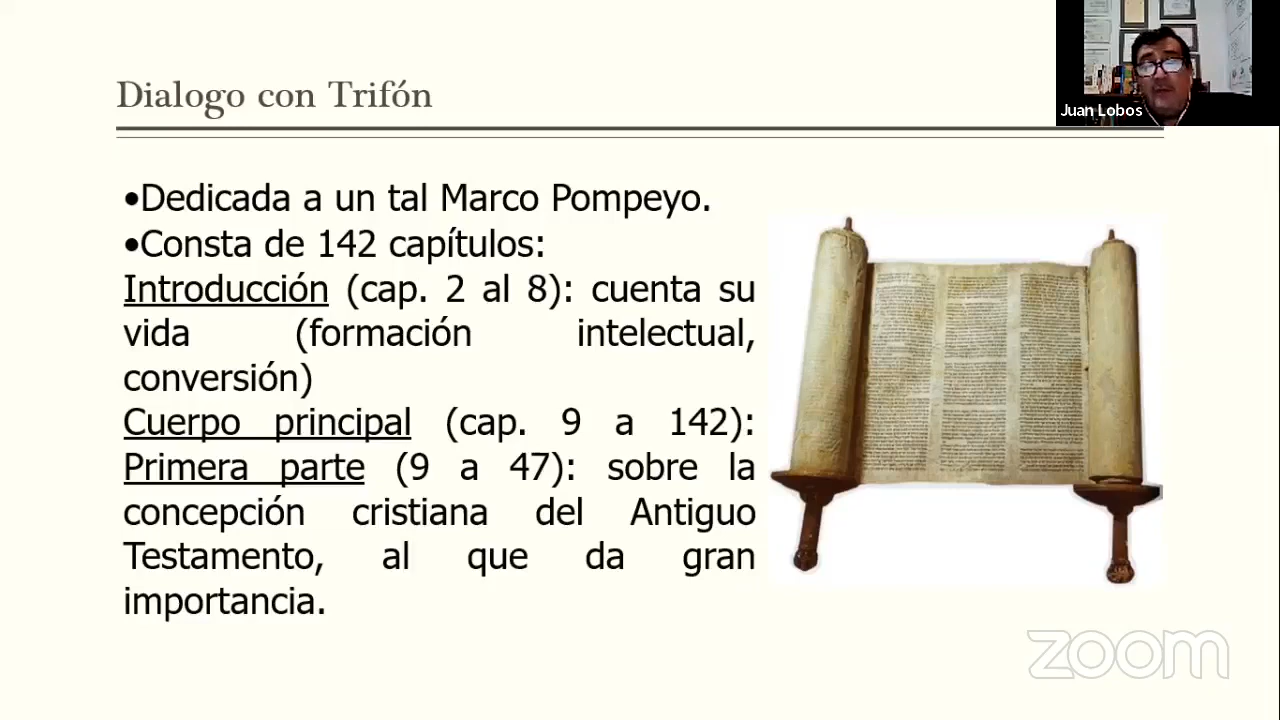 Dialogo con Trifón
Juan Lobos
•Dedicada a un tal Marco Pompeyo.
•Consta de 142 capítulos:
Introducción (cap. 2 al 8): cuenta su
vida (formación intelectual,
conversión)
Cuerpo principal (cap. 9 a 142):
Primera parte (9 a 47): sobre la
concepción cristiana del Antiguo
Testamento, al que da gran
importancia.
zoom